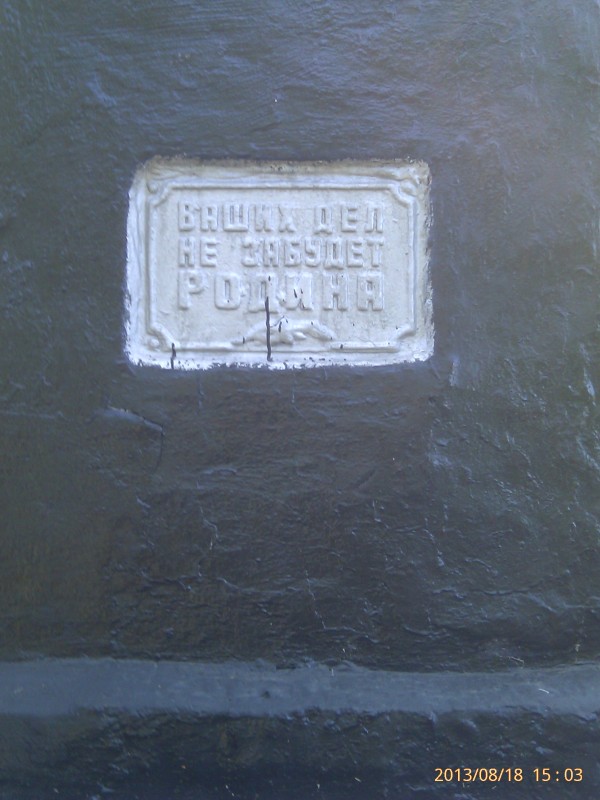 ВАШИХ ДЕЛ
НЕ ЗАБУДЕТ
РОДИНА
2013/08/18 15:03